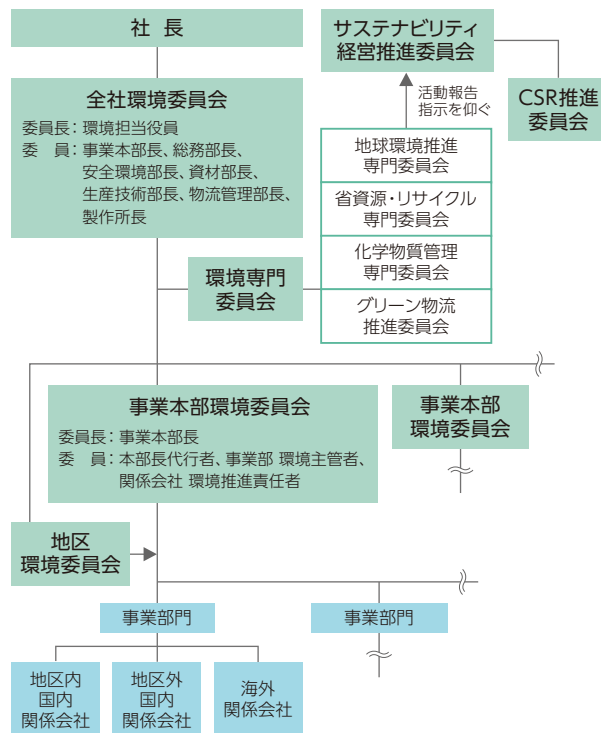 社 長
サステナビリティ
経営推進委員会
全社環境委員会
委員長：環境担当役員
委　員：事業本部長、総務部長、
安全環境部長、資材部長、
生産技術部長、物流管理部長、
製作所長
活動報告
指示を仰ぐ
CSR推進
委員会
地球環境推進
専門委員会
省資源・リサイクル
専門委員会
化学物質管理
専門委員会
グリーン物流
推進委員会
環境専門
委員会
事業本部環境委員会
委員長：事業本部長
委　員：本部長代行者、事業部 環境主管者、
関係会社 環境推進責任者
事業本部
環境委員会
地区
環境委員会
事業部門
事業部門
地区内
国内
関係会社
地区外
国内
関係会社
海外
関係会社